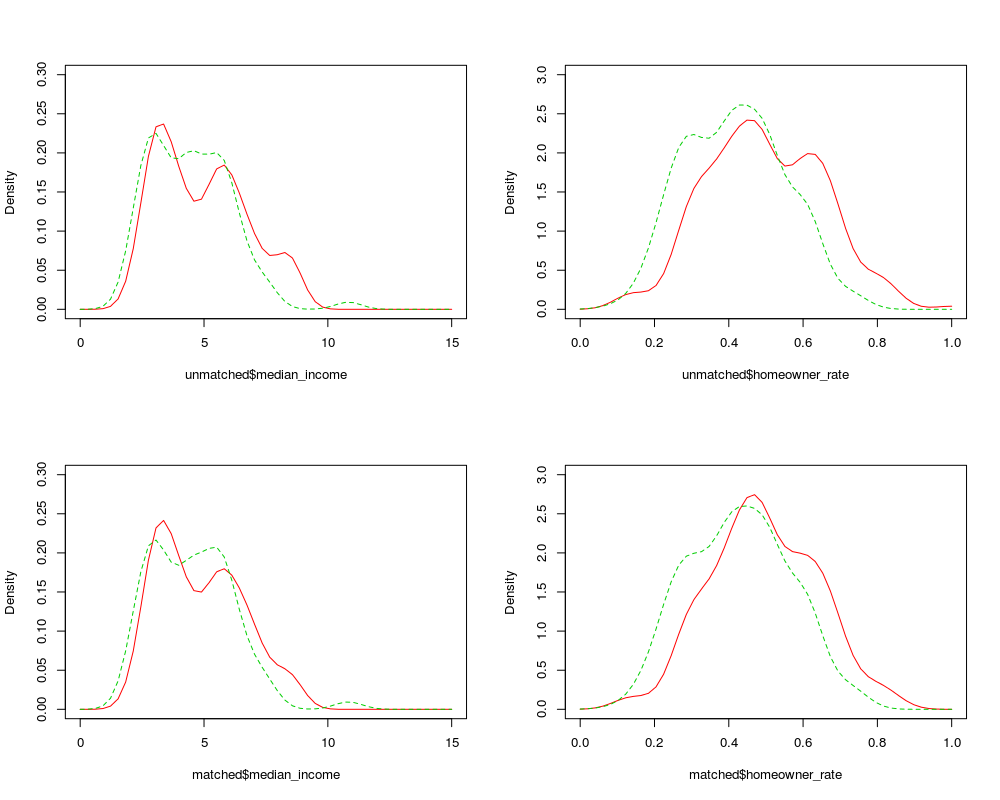 Density
0.00 0.05 0.10 0.15 0.20 0.25 0.30
0 5 10 15
unmatched$median_income
Density
0.0 0.5 1.0 1.5 2.0 2.5 3.0
0.0 0.2 0.4 0.6 0.8 1.0
unmatched$homeowner_rate
Density
0.00 0.05 0.10 0.15 0.20 0.25 0.30
0 5 10 15
matched$median_income
Density
0.0 0.5 1.0 1.5 2.0 2.5 3.0
0.0 0.2 0.4 0.6 0.8 1.0
matched$homeowner_rate